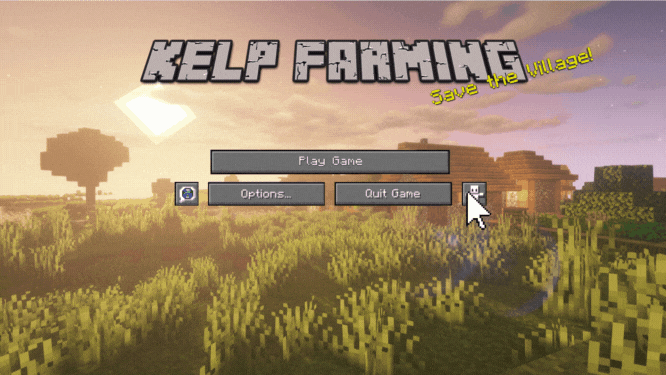 KELP FARMING
Save the Village!
Play Game
Options...
Quit Game